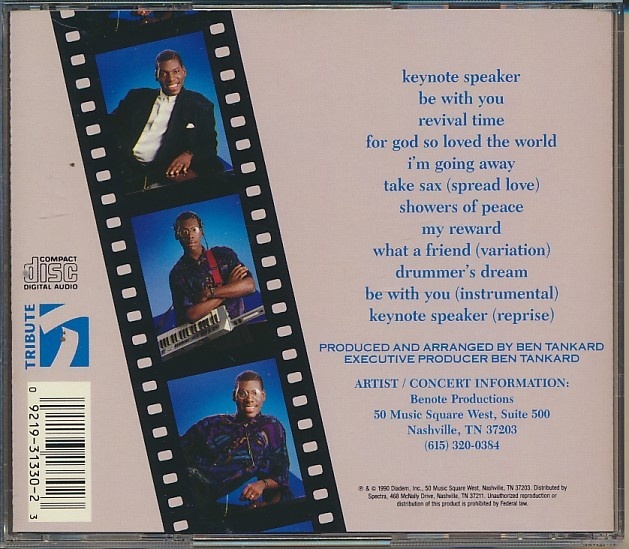 keynote speaker
be with you
revival time
for god so loved the world
i'm going away
take sax (spread love)
showers of peace
my reward
what a friend (variation)
drummer's dream
be with you (instrumental)
keynote speaker (reprise)
PRODUCED AND ARRANGED BY BEN TANKARD
EXECUTIVE PRODUCER BEN TANKARD
ARTIST / CONCERT INFORMATION:
Benote Productions
50 Music Square West, Suite 500
Nashville, TN 37203
(615) 320-0384
℗ & © 1990 Diadem, Inc., 50 Music Square West, Nashville, TN 37203. Distributed by
Spectra, 468 McNally Drive, Nashville, TN 37211. Unauthorized reproduction or
distribution of this product is prohibited by Federal law.
COMPACT
disc
DIGITAL AUDIO
TRIBUTE
0 9219-31330-2 3